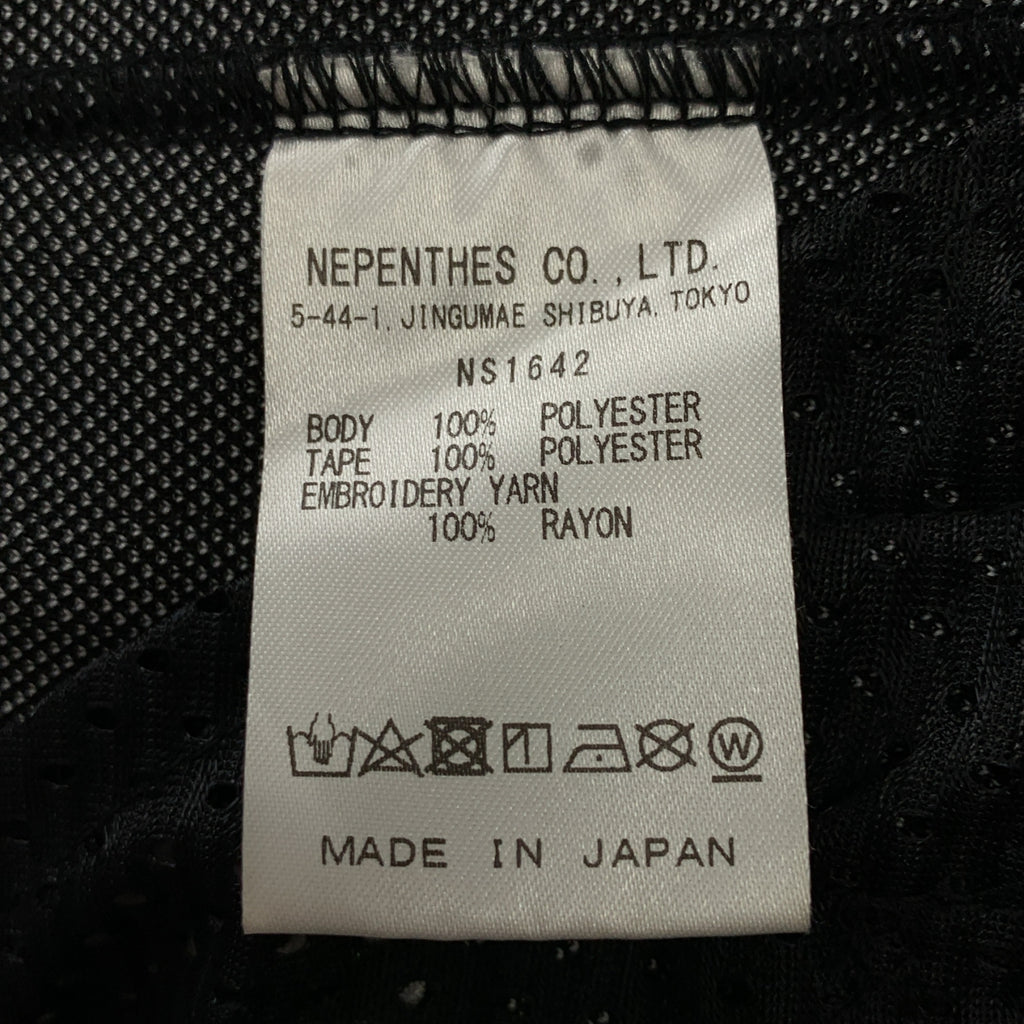 NEPENTHES CO.,LTD.
5-44-1, JINGUMAE SHIBUYA, TOKYO
NS1642
BODY 100% POLYESTER
TAPE 100% POLYESTER
EMBROIDERY YARN
100% RAYON
W
MADE IN JAPAN